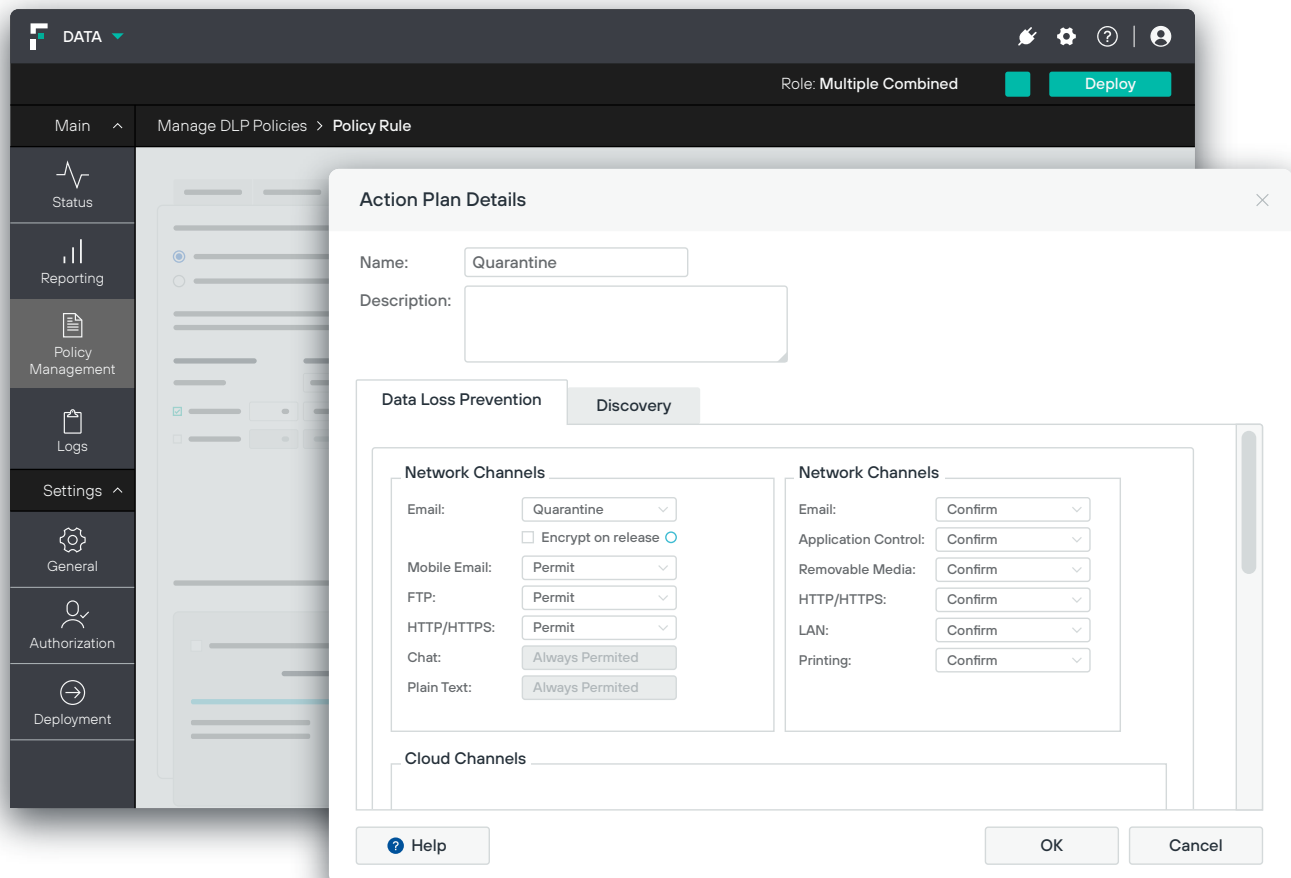 DATA
Role: Multiple Combined
Deploy
Main
Manage DLP Policies > Policy Rule
Status
Reporting
Policy
Management
Logs
Settings
General
Authorization
Deployment
Action Plan Details
Name: Quarantine
Description:
Data Loss Prevention
Discovery
Network Channels
Email: Quarantine
Encrypt on release
Mobile Email: Permit
FTP: Permit
HTTP/HTTPS: Permit
Chat: Always Permited
Plain Text: Always Permited
Network Channels
Email: Confirm
Application Control: Confirm
Removable Media: Confirm
HTTP/HTTPS: Confirm
LAN: Confirm
Printing: Confirm
Cloud Channels
? Help
OK
Cancel